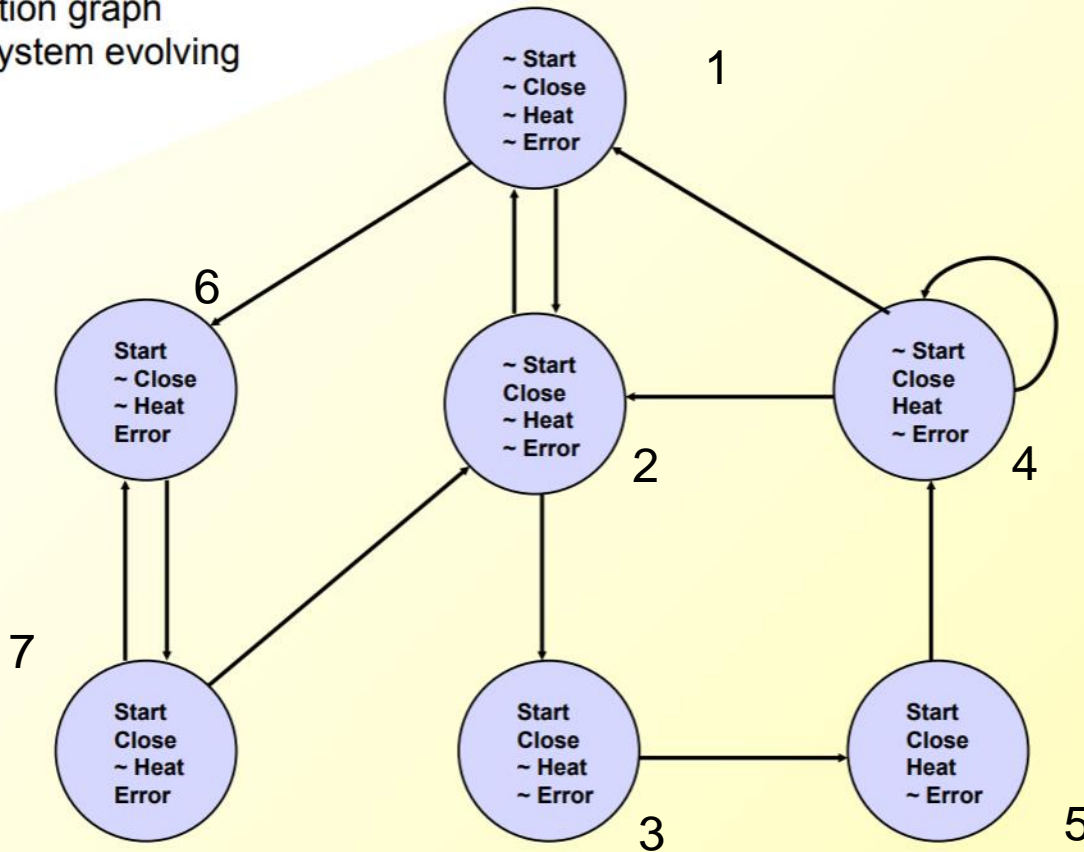 tion graph
ystem evolving
~ Start
~ Close
~ Heat
~ Error
1
6
Start
~ Close
~ Heat
Error
~ Start
Close
~ Heat
~ Error
2
~ Start
Close
Heat
~ Error
4
7
Start
Close
~ Heat
Error
Start
Close
~ Heat
~ Error
3
Start
Close
Heat
~ Error
5